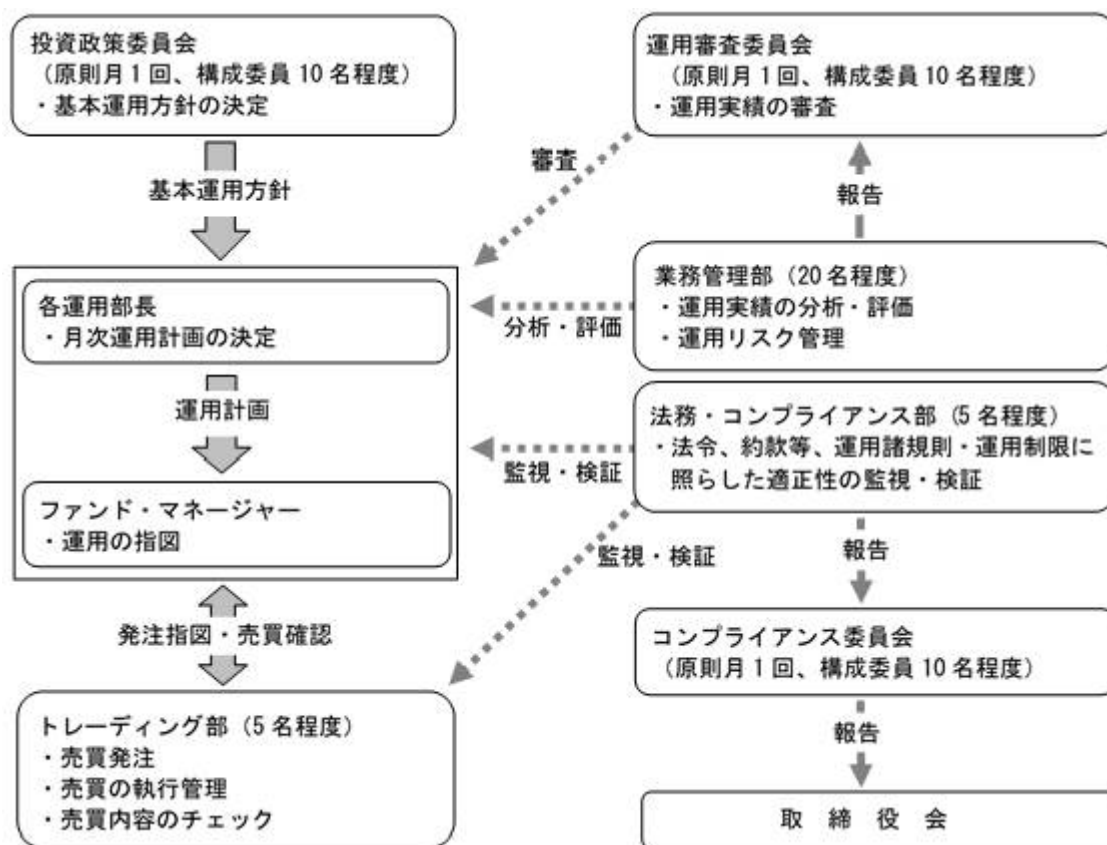 投資政策委員会
（原則月1回、構成委員10名程度）
・基本運用方針の決定
基本運用方針
各運用部長
・月次運用計画の決定
運用計画
ファンド・マネージャー
・運用の指図
発注指図・売買確認
トレーディング部（5名程度）
・売買発注
・売買の執行管理
・売買内容のチェック
運用審査委員会
（原則月1回、構成委員10名程度）
・運用実績の審査
審査
報告
業務管理部（20名程度）
・運用実績の分析・評価
・運用リスク管理
分析・評価
法務・コンプライアンス部（5名程度）
・法令、約款等、運用諸規則・運用制限に
照らした適正性の監視・検証
監視・検証
監視・検証
報告
コンプライアンス委員会
（原則月1回、構成委員10名程度）
報告
取　締　役　会